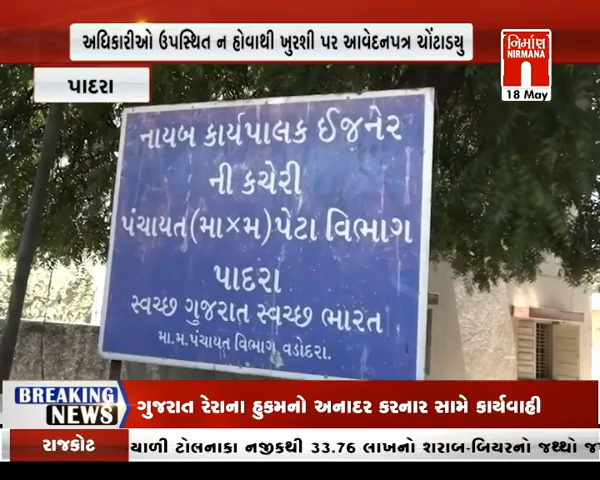 અધિકારીઓ ઉપસ્થિત ન હોવાથી ખુરશી પર આવેદનપત્ર ચોંટાડયુ
નિર્માણ
NIRMANA
18 May
પાદરા
નાયબ કાર્યપાલક ઈજનેર
ની કચેરી
પંચાયત(મા×મ)પેટા વિભાગ
પાદરા
સ્વચ્છ ગુજરાત સ્વચ્છ ભારત
મા.મ.પંચાયત વિભાગ, વડોદરા.
BREAKING NEWS ગુજરાત રેરાના હુકમનો અનાદર કરનાર સામે કાર્યવાહી
રાજકોટ ચાળી ટોલનાકા નજીકથી 33.76 લાખનો શરાબ-બિયરનો જથ્થો